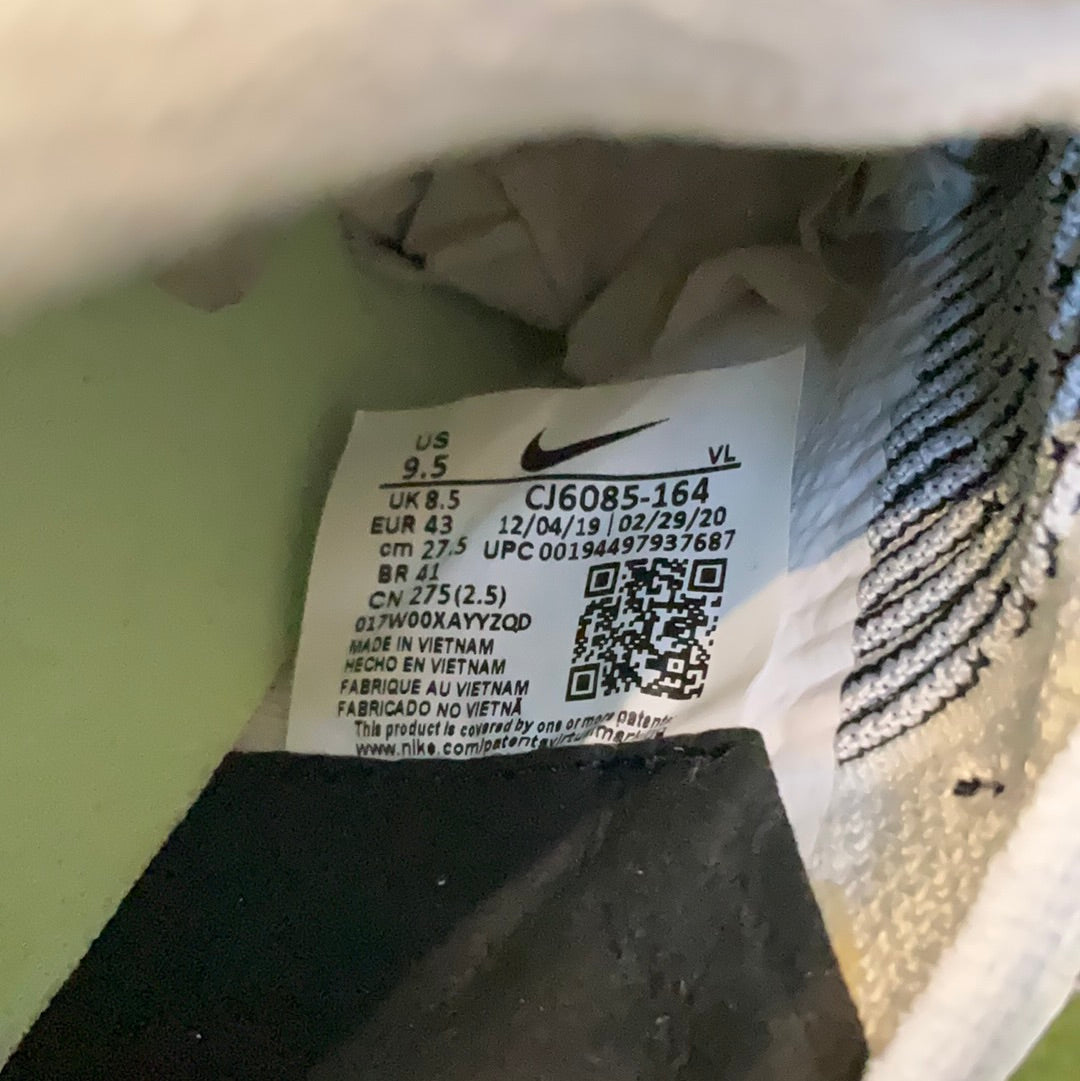 US
9.5 VL
UK 8.5 CJ6085-164
EUR 43 12/04/19 | 02/29/20
cm 27.5 UPC 00194497937687
BR 41
CN 275(2.5)
017W00XAYYZQD
MADE IN VIETNAM
HECHO EN VIETNAM
FABRIQUE AU VIETNAM
FABRICADO NO VIETNÃ
This product is covered by one or more patents
www.nike.com/patents